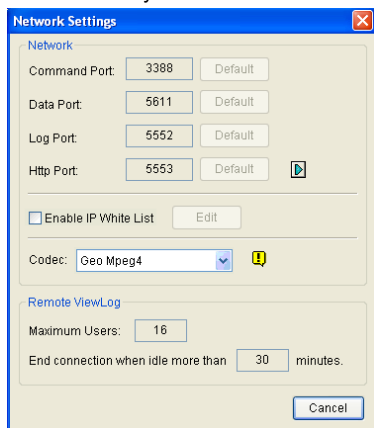 Network Settings
Network
Command Port: 3388 Default
Data Port: 5611 Default
Log Port: 5552 Default
Http Port: 5553 Default
Enable IP White List Edit
Codec: Geo Mpeg4
Remote ViewLog
Maximum Users: 16
End connection when idle more than 30 minutes.
Cancel